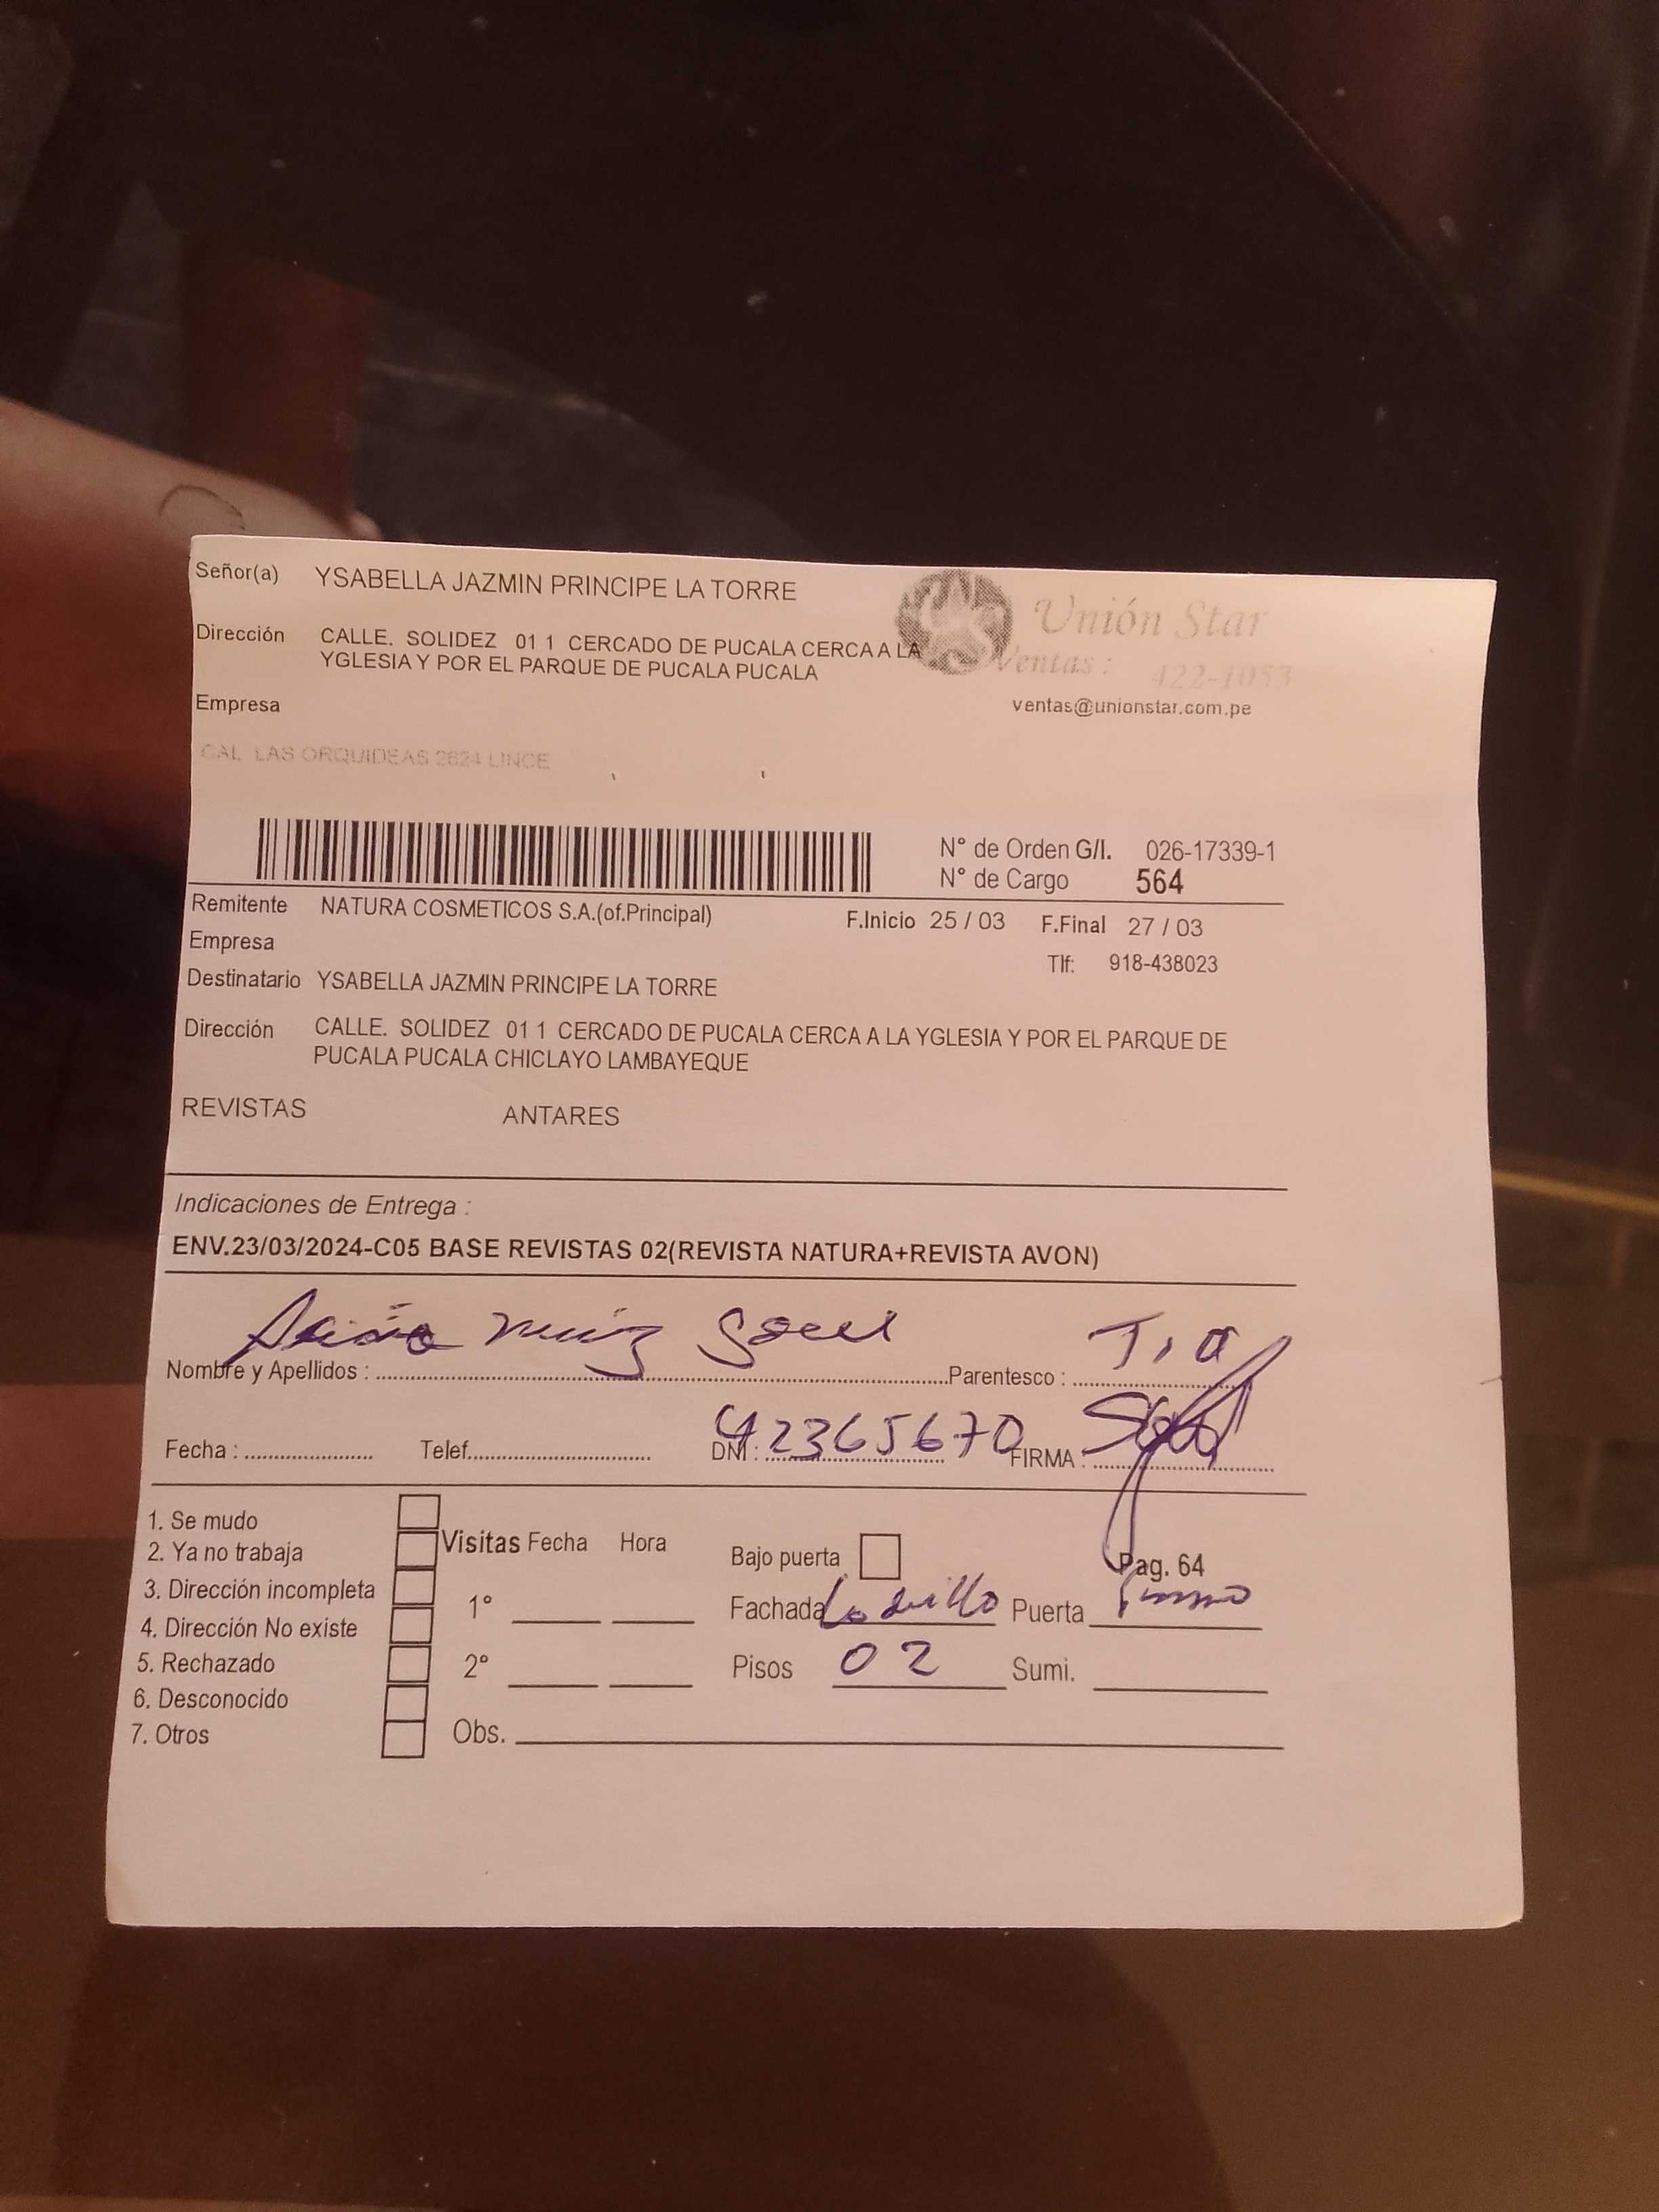 Señor(a) YSABELLA JAZMIN PRINCIPE LA TORRE
Unión Star
Dirección CALLE. SOLIDEZ 01 1 CERCADO DE PUCALA CERCA A LA
YGLESIA Y POR EL PARQUE DE PUCALA PUCALA
Ventas: 422-1053
Empresa
ventas@unionstar.com.pe
CAL LAS ORQUIDEAS 2624 LINCE
N° de Orden G/I. 026-17339-1
N° de Cargo 564
Remitente NATURA COSMETICOS S.A.(of.Principal) F.Inicio 25 / 03 F.Final 27 / 03
Empresa
Tlf: 918-438023
Destinatario YSABELLA JAZMIN PRINCIPE LA TORRE
Dirección CALLE. SOLIDEZ 01 1 CERCADO DE PUCALA CERCA A LA YGLESIA Y POR EL PARQUE DE
PUCALA PUCALA CHICLAYO LAMBAYEQUE
REVISTAS ANTARES
Indicaciones de Entrega :
ENV.23/03/2024-C05 BASE REVISTAS 02(REVISTA NATURA+REVISTA AVON)
Nombre y Apellidos : Parentesco : Tia
Fecha : Telef. DNI : 42365670 FIRMA :
1. Se mudo
2. Ya no trabaja
3. Dirección incompleta
4. Dirección No existe
5. Rechazado
6. Desconocido
7. Otros
Visitas Fecha Hora
1°
2°
Obs.
Bajo puerta
Pag. 64
Fachada Ladrillo Puerta
Pisos 02 Sumi.